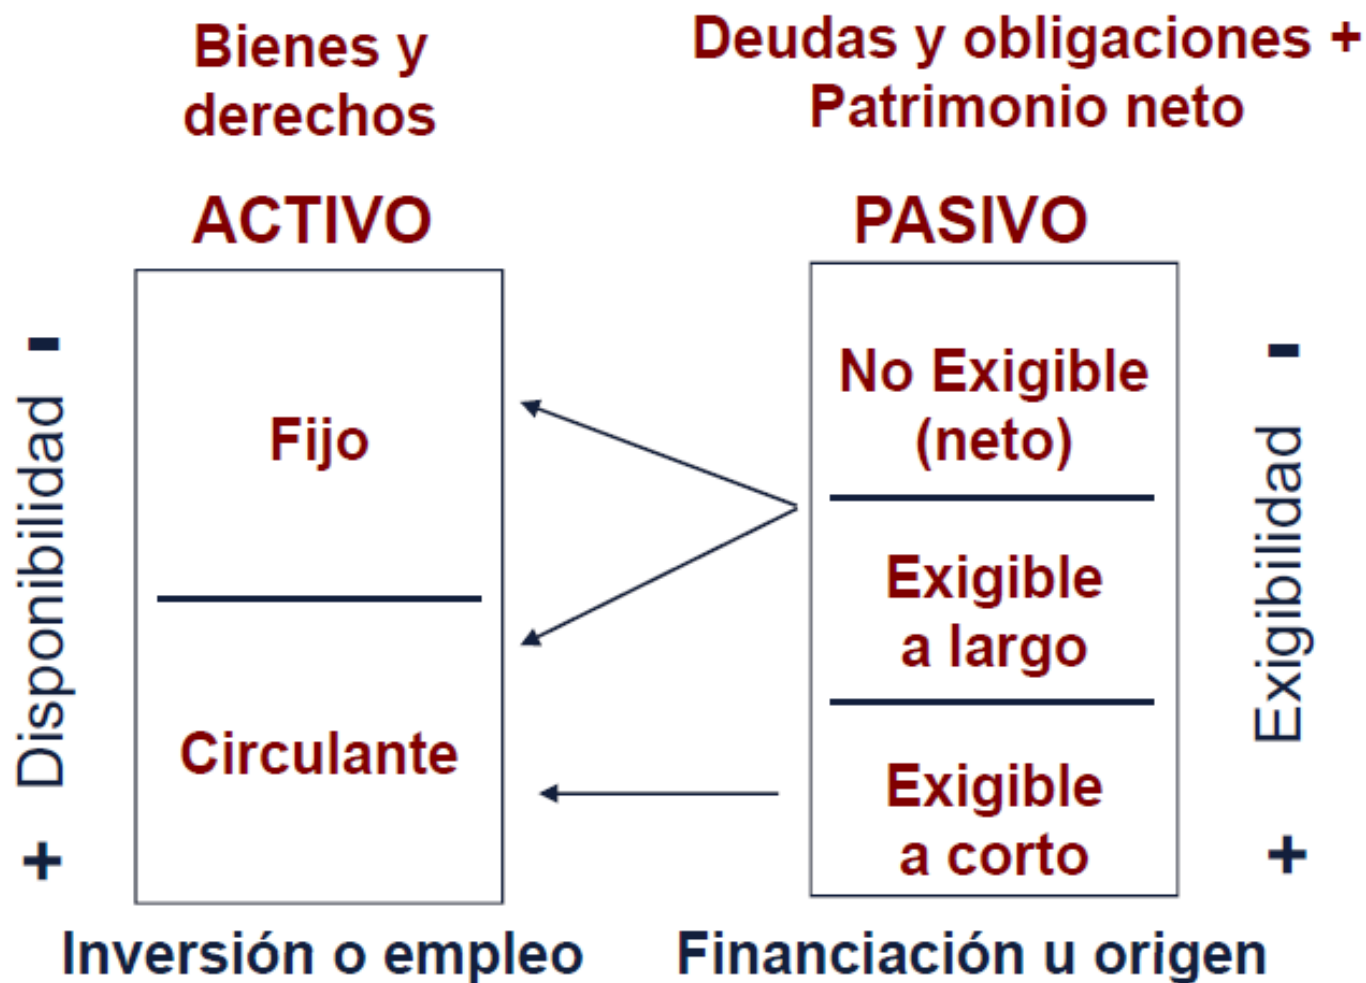 Bienes y
derechos
Deudas y obligaciones +
Patrimonio neto
ACTIVO
PASIVO
- Disponibilidad +
Fijo
Circulante
No Exigible
(neto)
Exigible
a largo
Exigible
a corto
- Exigibilidad +
Inversión o empleo
Financiación u origen